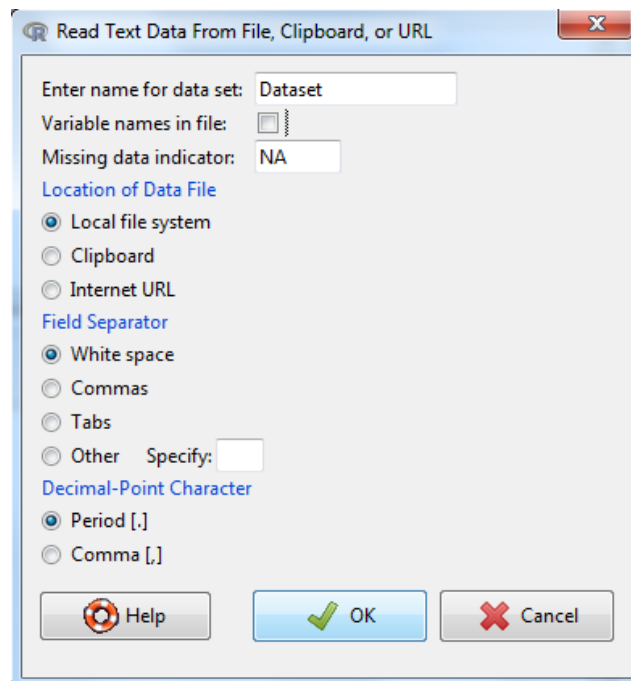 Read Text Data From File, Clipboard, or URL
Enter name for data set: Dataset
Variable names in file:
Missing data indicator: NA
Location of Data File
Local file system
Clipboard
Internet URL
Field Separator
White space
Commas
Tabs
Other Specify:
Decimal-Point Character
Period [.]
Comma [,]
Help OK Cancel